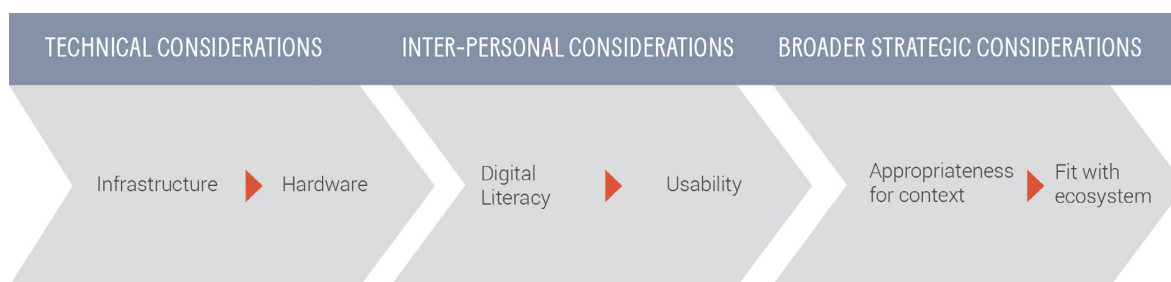 TECHNICAL CONSIDERATIONS
INTER-PERSONAL CONSIDERATIONS
BROADER STRATEGIC CONSIDERATIONS
Infrastructure
Hardware
Digital
Literacy
Usability
Appropriateness
for context
Fit with
ecosystem